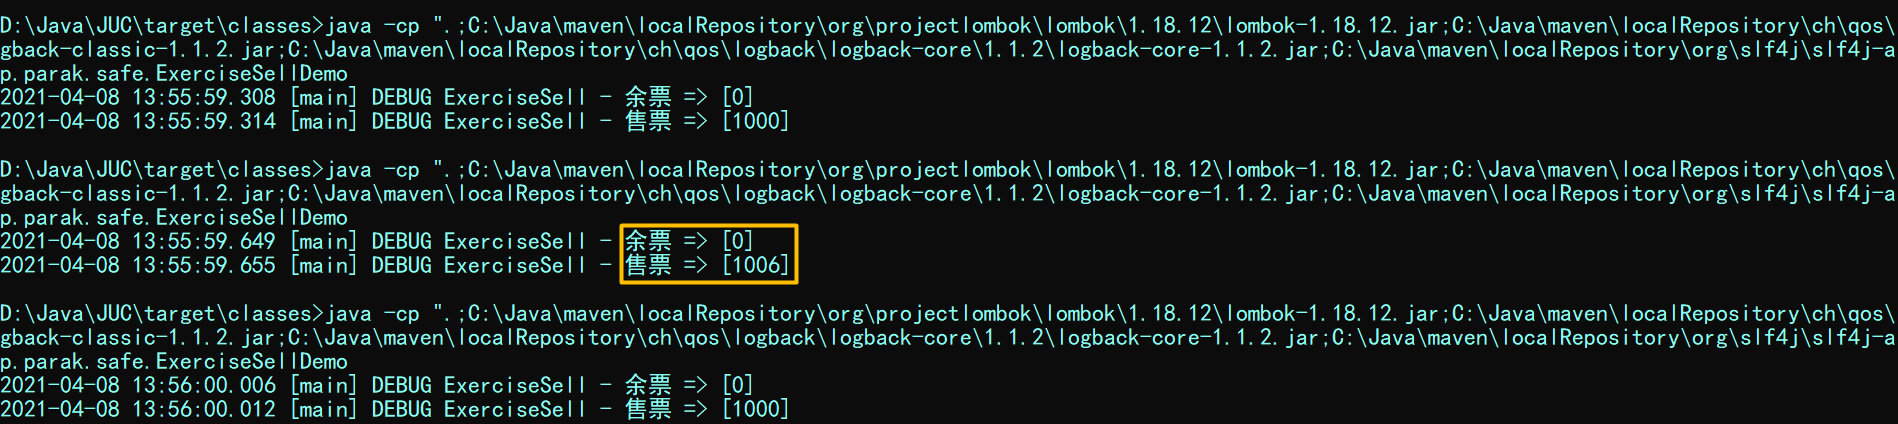 D:\Java\JUC\target\classes>java -cp ".;C:\Java\maven\localRepository\org\projectlombok\lombok\1.18.12\lombok-1.18.12.jar;C:\Java\maven\localRepository\ch\qos\
gback-classic-1.1.2.jar;C:\Java\maven\localRepository\ch\qos\logback\logback-core\1.1.2\logback-core-1.1.2.jar;C:\Java\maven\localRepository\org\slf4j\slf4j-a
p.parak.safe.ExerciseSellDemo
2021-04-08 13:55:59.308 [main] DEBUG ExerciseSell - 余票 => [0]
2021-04-08 13:55:59.314 [main] DEBUG ExerciseSell - 售票 => [1000]
D:\Java\JUC\target\classes>java -cp ".;C:\Java\maven\localRepository\org\projectlombok\lombok\1.18.12\lombok-1.18.12.jar;C:\Java\maven\localRepository\ch\qos\
gback-classic-1.1.2.jar;C:\Java\maven\localRepository\ch\qos\logback\logback-core\1.1.2\logback-core-1.1.2.jar;C:\Java\maven\localRepository\org\slf4j\slf4j-a
p.parak.safe.ExerciseSellDemo
2021-04-08 13:55:59.649 [main] DEBUG ExerciseSell - 余票 => [0]
2021-04-08 13:55:59.655 [main] DEBUG ExerciseSell - 售票 => [1006]
D:\Java\JUC\target\classes>java -cp ".;C:\Java\maven\localRepository\org\projectlombok\lombok\1.18.12\lombok-1.18.12.jar;C:\Java\maven\localRepository\ch\qos\
gback-classic-1.1.2.jar;C:\Java\maven\localRepository\ch\qos\logback\logback-core\1.1.2\logback-core-1.1.2.jar;C:\Java\maven\localRepository\org\slf4j\slf4j-a
p.parak.safe.ExerciseSellDemo
2021-04-08 13:56:00.006 [main] DEBUG ExerciseSell - 余票 => [0]
2021-04-08 13:56:00.012 [main] DEBUG ExerciseSell - 售票 => [1000]